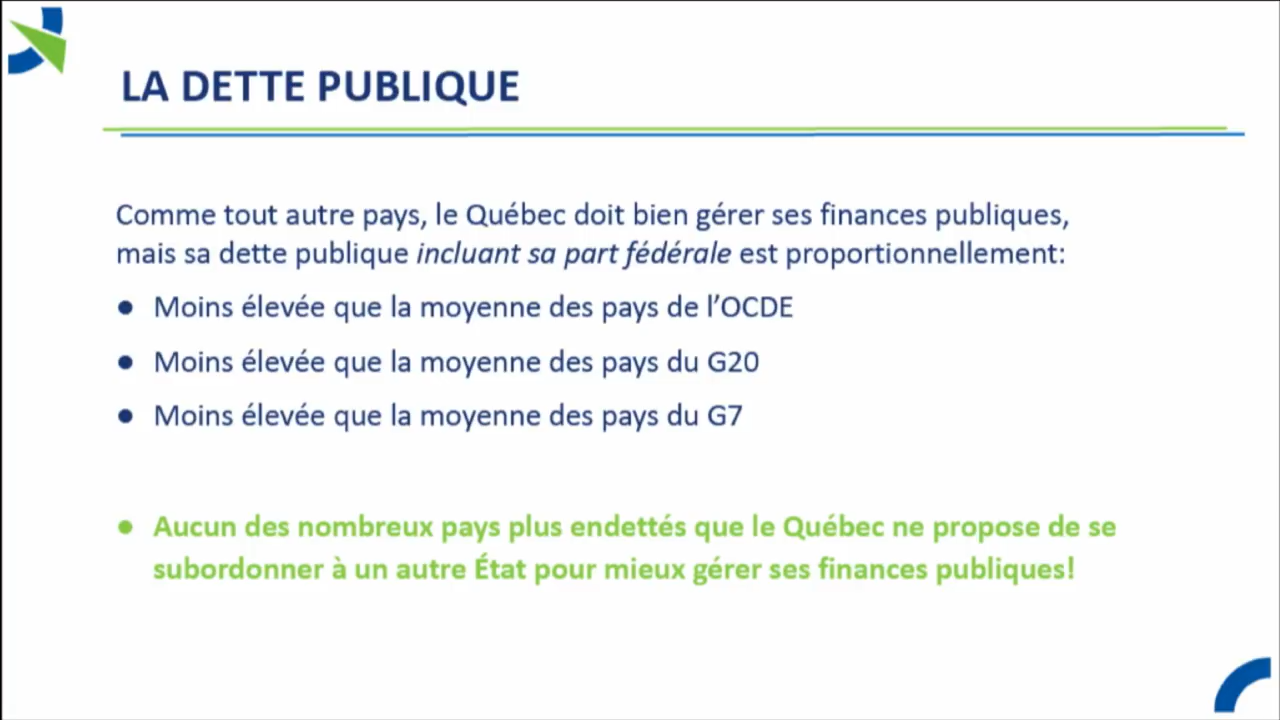 LA DETTE PUBLIQUE
Comme tout autre pays, le Québec doit bien gérer ses finances publiques,
mais sa dette publique incluant sa part fédérale est proportionnellement:
● Moins élevée que la moyenne des pays de l’OCDE
● Moins élevée que la moyenne des pays du G20
● Moins élevée que la moyenne des pays du G7
● Aucun des nombreux pays plus endettés que le Québec ne propose de se
subordonner à un autre État pour mieux gérer ses finances publiques!